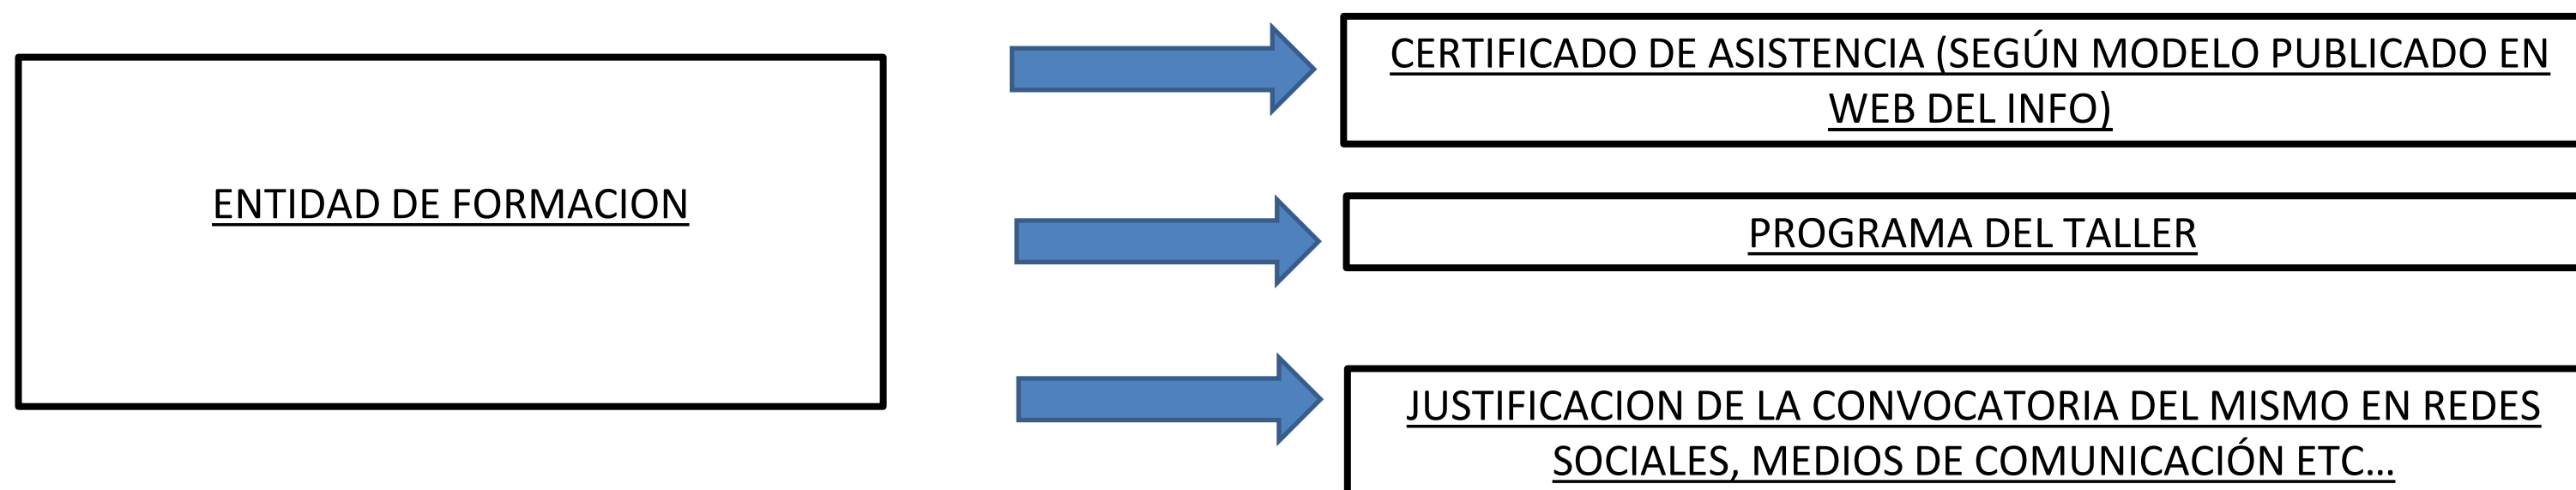 ENTIDAD DE FORMACION
CERTIFICADO DE ASISTENCIA (SEGÚN MODELO PUBLICADO EN
WEB DEL INFO)
PROGRAMA DEL TALLER
JUSTIFICACION DE LA CONVOCATORIA DEL MISMO EN REDES
SOCIALES, MEDIOS DE COMUNICACIÓN ETC...